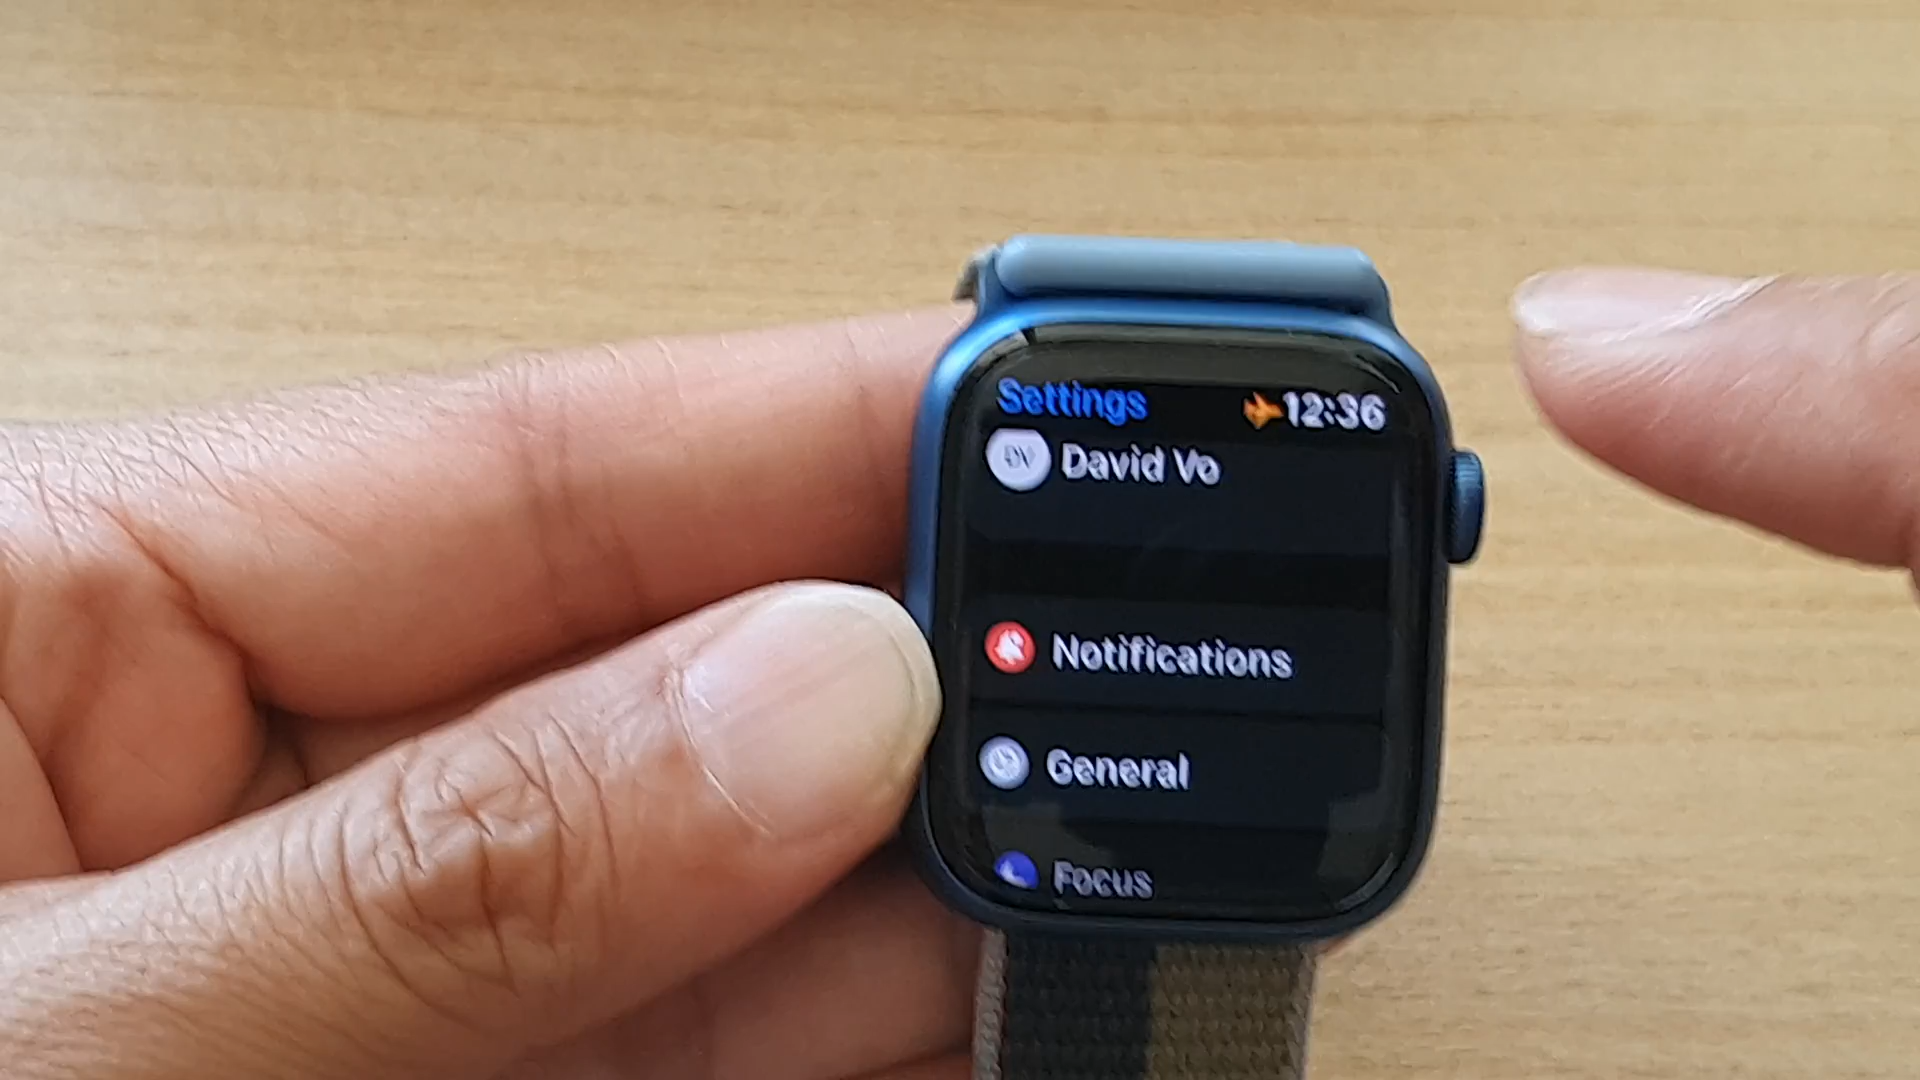 Settings 12:36
DV David Vo
Notifications
General
Focus